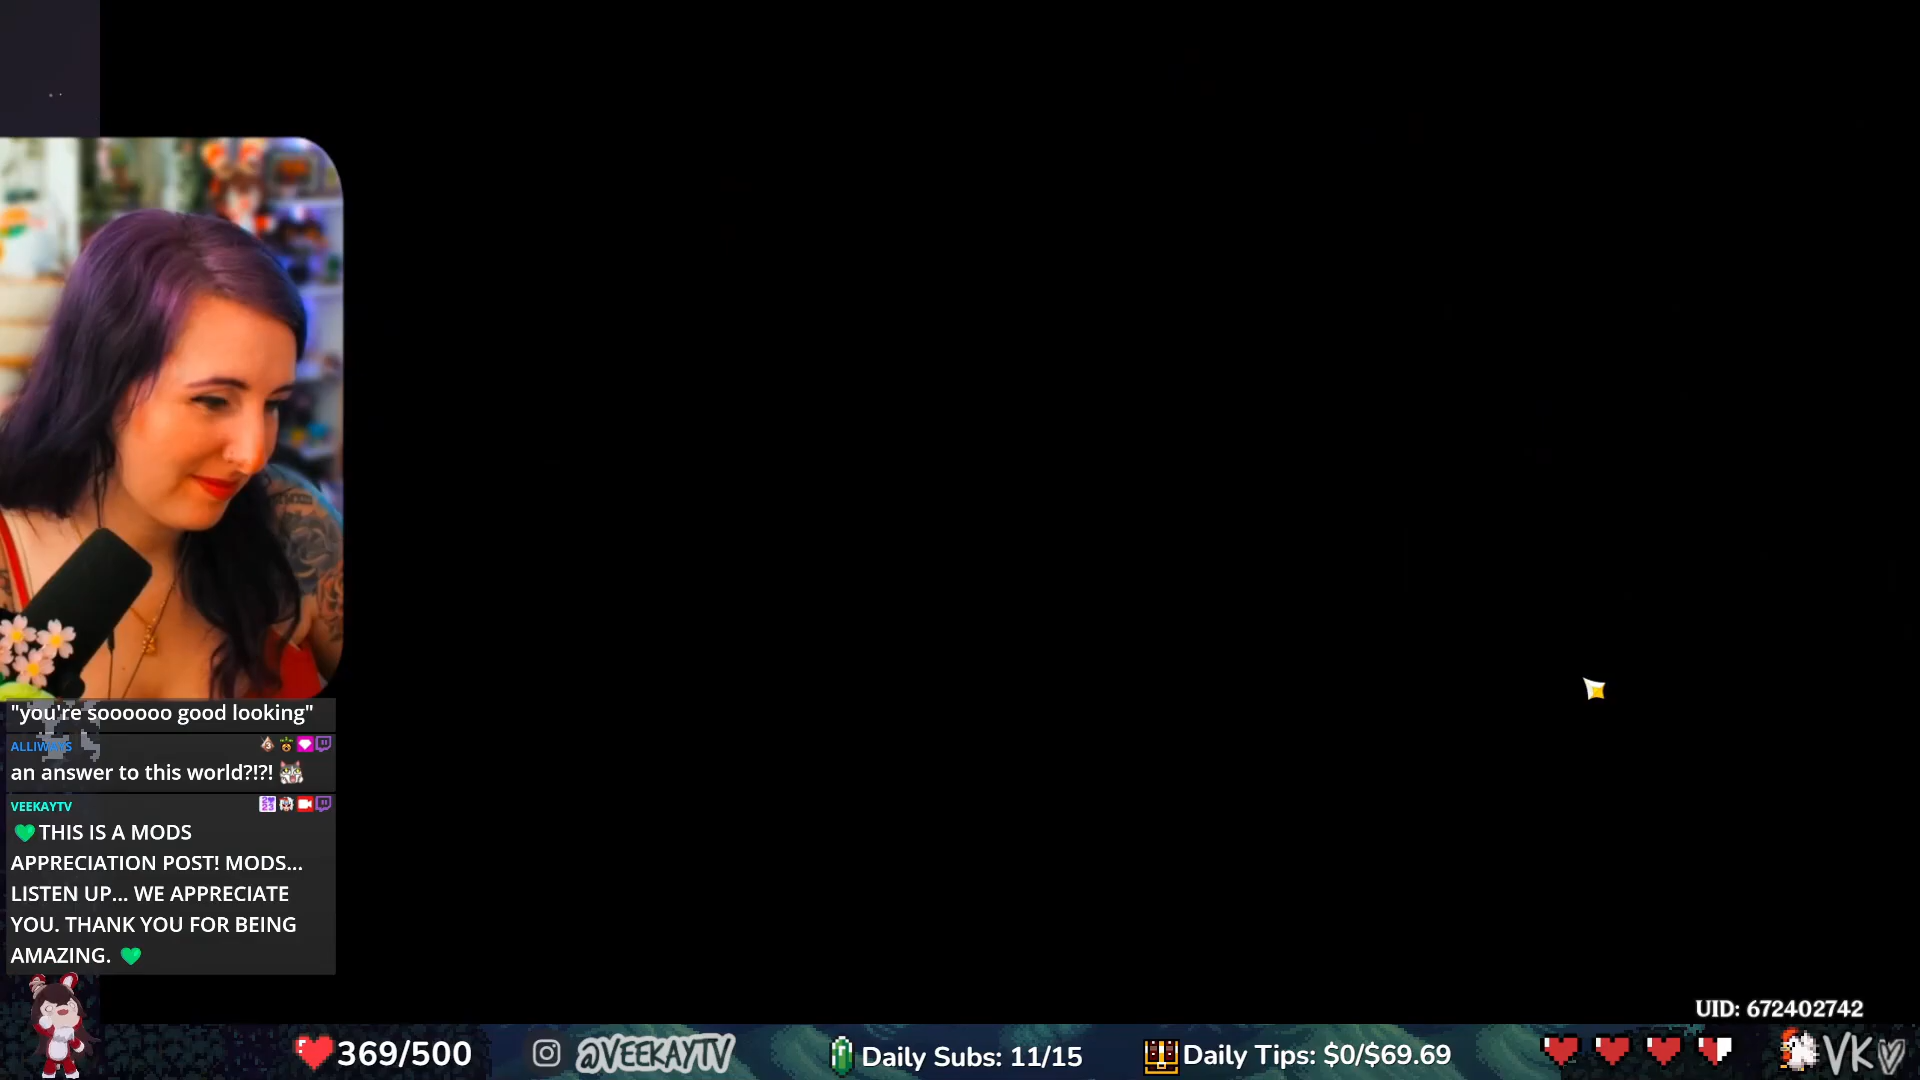 "you're soooooo good looking"
ALLIWAYS
an answer to this world?!?!
VEEKAYTV
THIS IS A MODS
APPRECIATION POST! MODS...
LISTEN UP... WE APPRECIATE
YOU. THANK YOU FOR BEING
AMAZING.
UID: 672402742
369/500
@VEEKAYTV
Daily Subs: 11/15
Daily Tips: $0/$69.69
VK